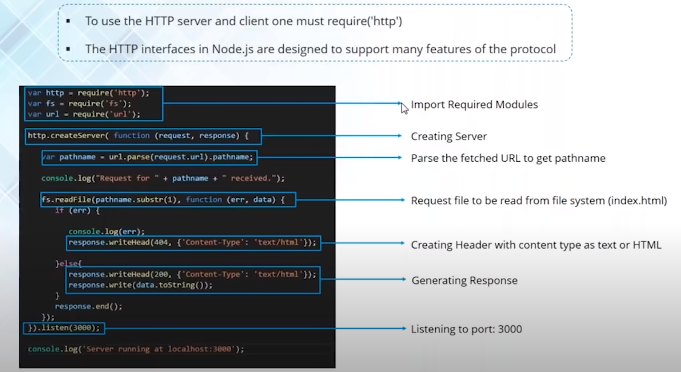 To use the HTTP server and client one must require('http')
The HTTP interfaces in Node.js are designed to support many features of the protocol
var http = require('http');
var fs = require('fs');
var url = require('url');
Import Required Modules
http.createServer( function (request, response) {
Creating Server
var pathname = url.parse(request.url).pathname;
Parse the fetched URL to get pathname
console.log("Request for " + pathname + " received.");
fs.readFile(pathname.substr(1), function (err, data) {
Request file to be read from file system (index.html)
if (err) {
console.log(err);
response.writeHead(404, {'Content-Type': 'text/html'});
Creating Header with content type as text or HTML
}else{
response.writeHead(200, {'Content-Type': 'text/html'});
response.write(data.toString());
Generating Response
}
response.end();
});
}).listen(3000);
Listening to port: 3000
console.log('Server running at localhost:3000');